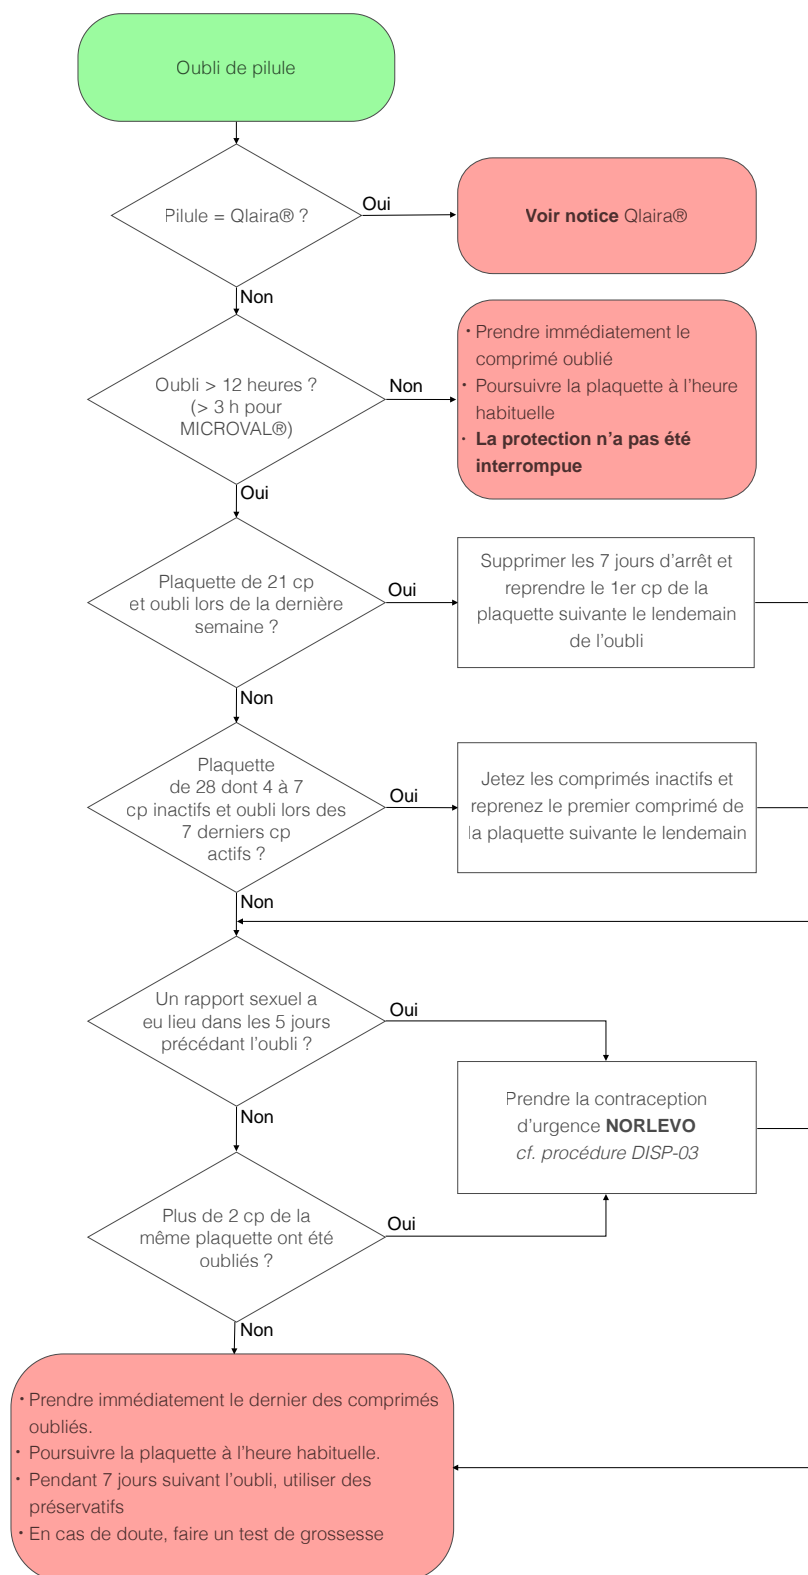 Oubli de pilule
Pilule = Qlaira® ?
Oui
Voir notice Qlaira®
Non
Oubli > 12 heures ?
(> 3 h pour
MICROVAL®)
Non
• Prendre immédiatement le
comprimé oublié
• Poursuivre la plaquette à l'heure
habituelle
• La protection n'a pas été
interrompue
Oui
Plaquette de 21 cp
et oubli lors de la dernière
semaine ?
Oui
Supprimer les 7 jours d'arrêt et
reprendre le 1er cp de la
plaquette suivante le lendemain
de l'oubli
Non
Plaquette
de 28 dont 4 à 7
cp inactifs et oubli lors des
7 derniers cp
actifs ?
Oui
Jetez les comprimés inactifs et
reprenez le premier comprimé de
la plaquette suivante le lendemain
Non
Un rapport sexuel a
eu lieu dans les 5 jours
précédant l'oubli ?
Oui
Prendre la contraception
d'urgence NORLEVO
cf. procédure DISP-03
Non
Plus de 2 cp de la
même plaquette ont été
oubliés ?
Oui
Non
• Prendre immédiatement le dernier des comprimés
oubliés.
• Poursuivre la plaquette à l'heure habituelle.
• Pendant 7 jours suivant l'oubli, utiliser des
préservatifs
• En cas de doute, faire un test de grossesse